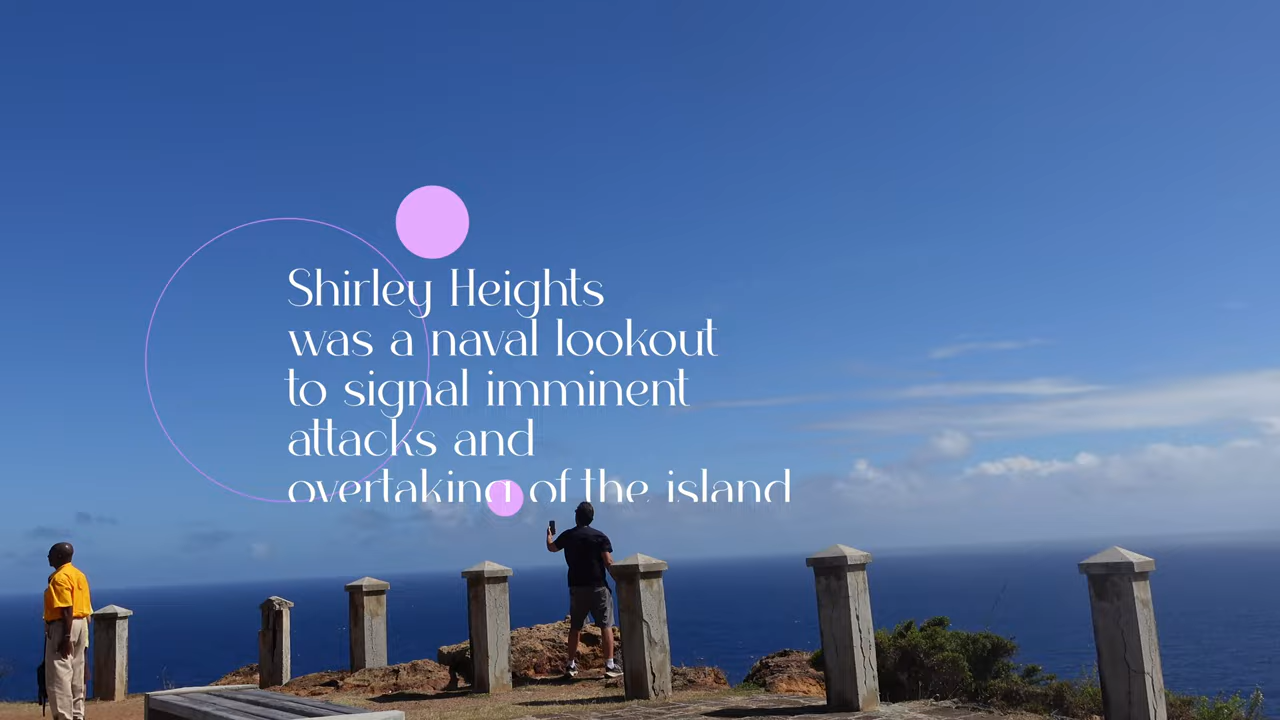 Shirley Heights
was a naval lookout
to signal imminent
attacks and
overtaking of the island